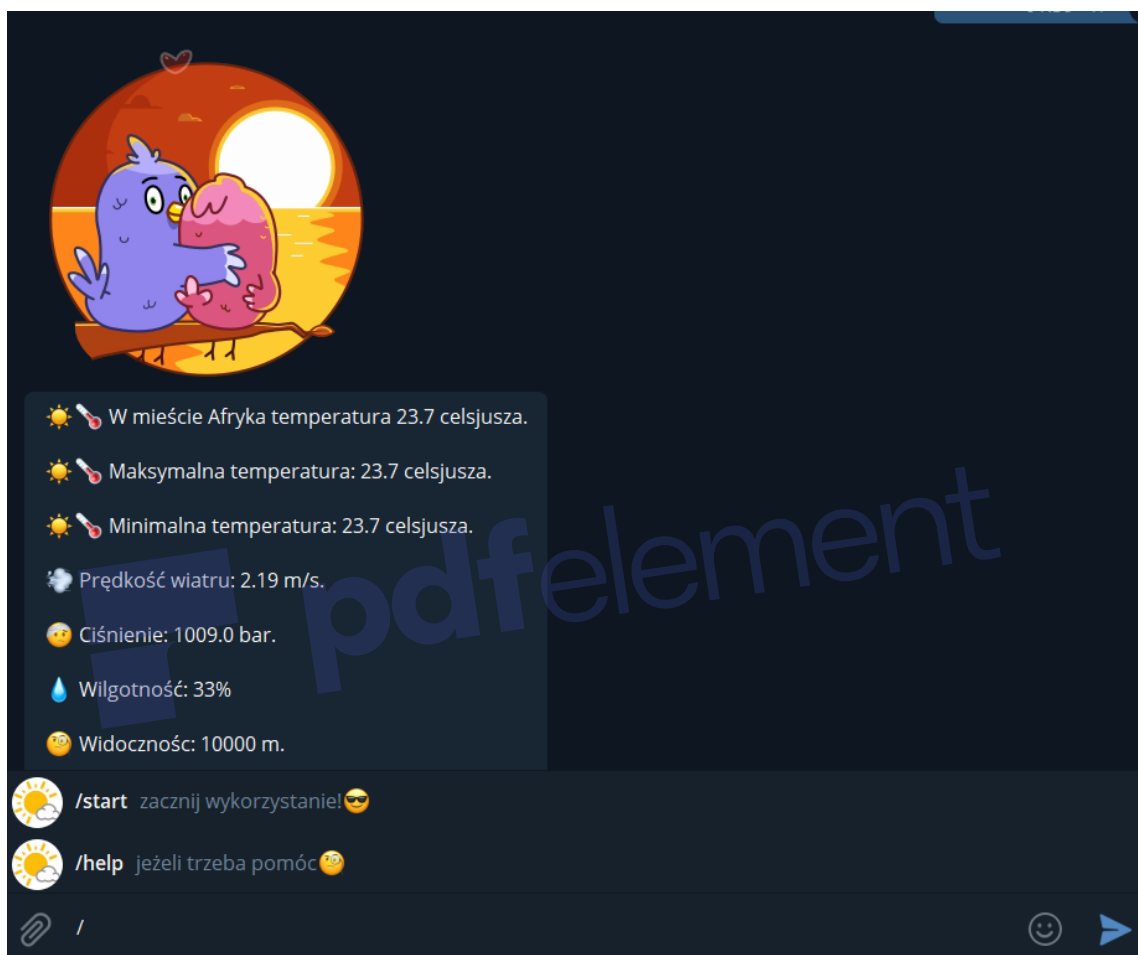 ☀️🌡️ W mieście Afryka temperatura 23.7 celsjusza.
☀️🌡️ Maksymalna temperatura: 23.7 celsjusza.
☀️🌡️ Minimalna temperatura: 23.7 celsjusza.
💨 Prędkość wiatru: 2.19 m/s.
🤕 Ciśnienie: 1009.0 bar.
💧 Wilgotność: 33%
🧐 Widocznośc: 10000 m.
pdfelement
/start zacznij wykorzystanie!😎
/help jeżeli trzeba pomóc🧐
/